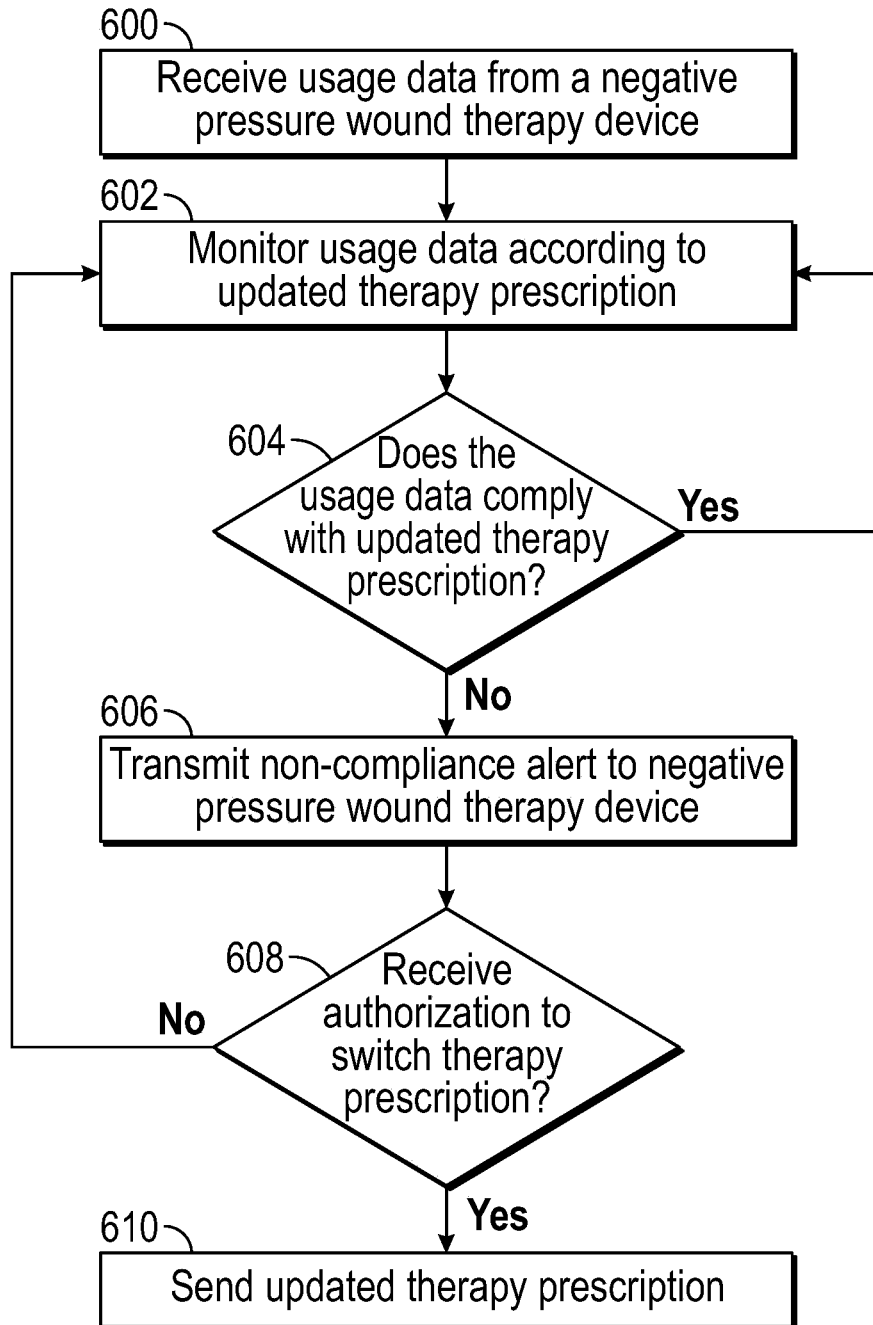 600
Receive usage data from a negative
pressure wound therapy device
602
Monitor usage data according to
updated therapy prescription
604
Does the
usage data comply
with updated therapy
prescription?
Yes
No
606
Transmit non-compliance alert to negative
pressure wound therapy device
608
Receive
authorization to
switch therapy
prescription?
No
Yes
610
Send updated therapy prescription